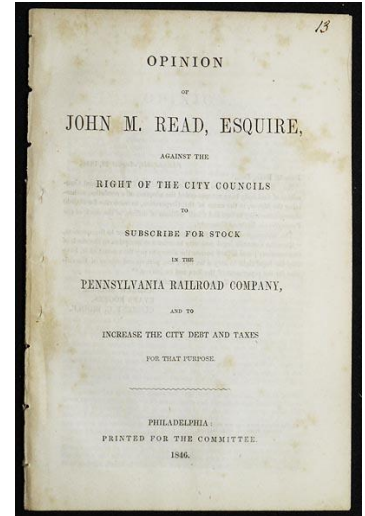 13
OPINION
OF
JOHN M. READ, ESQUIRE,
AGAINST THE
RIGHT OF THE CITY COUNCILS
TO
SUBSCRIBE FOR STOCK
IN THE
PENNSYLVANIA RAILROAD COMPANY,
AND TO
INCREASE THE CITY DEBT AND TAXES
FOR THAT PURPOSE.
PHILADELPHIA:
PRINTED FOR THE COMMITTEE.
1846.